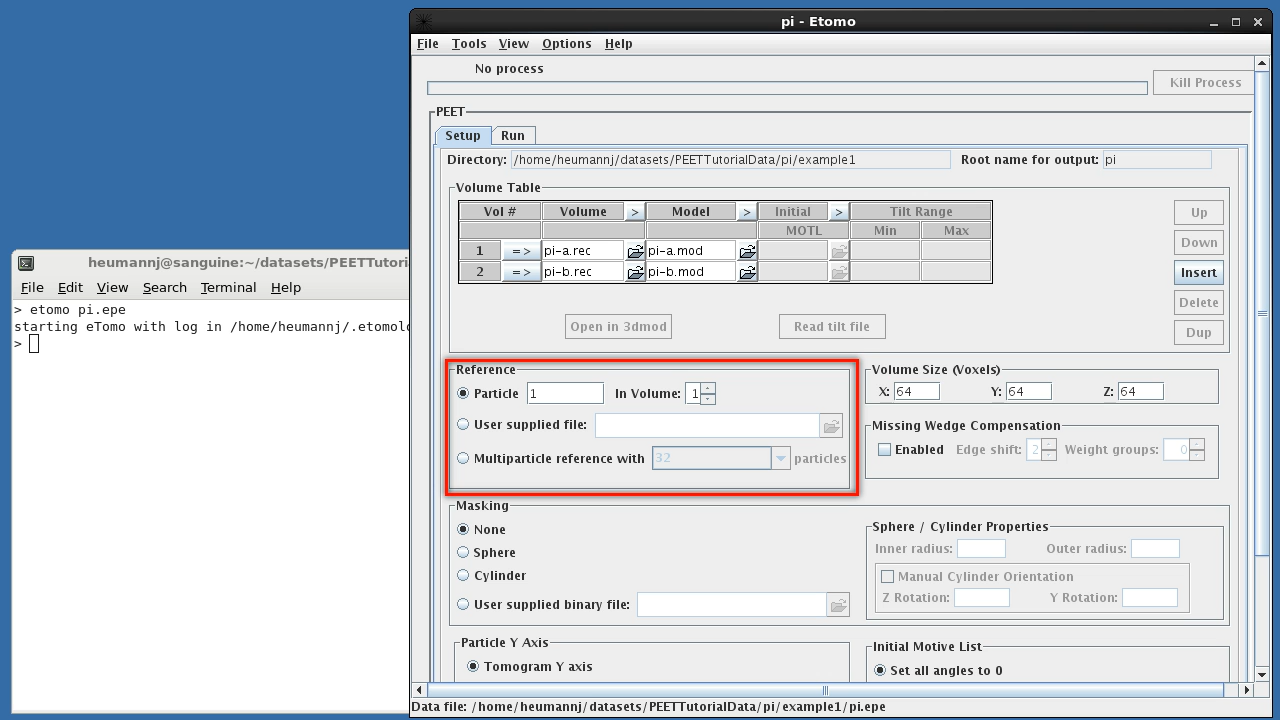 pi - Etomo
File Tools View Options Help
No process
Kill Process
PEET
Setup Run
Directory: /home/heumannj/datasets/PEETTutorialData/pi/example1 Root name for output: pi
Volume Table
Vol # Volume > Model > Initial > Tilt Range
MOTL Min Max
1 => pi-a.rec pi-a.mod
2 => pi-b.rec pi-b.mod
Up
Down
Insert
Delete
Dup
Open in 3dmod Read tilt file
heumannj@sanguine:~/datasets/PEETTutori
File Edit View Search Terminal Help
> etomo pi.epe
starting eTomo with log in /home/heumannj/.etomolo
>
Reference
Particle 1 In Volume: 1
User supplied file:
Multiparticle reference with 32 particles
Volume Size (Voxels)
X: 64 Y: 64 Z: 64
Missing Wedge Compensation
Enabled Edge shift: 2 Weight groups: 0
Masking
None
Sphere
Cylinder
User supplied binary file:
Sphere / Cylinder Properties
Inner radius: Outer radius:
Manual Cylinder Orientation
Z Rotation: Y Rotation:
Particle Y Axis
Tomogram Y axis
Initial Motive List
Set all angles to 0
Data file: /home/heumannj/datasets/PEETTutorialData/pi/example1/pi.epe